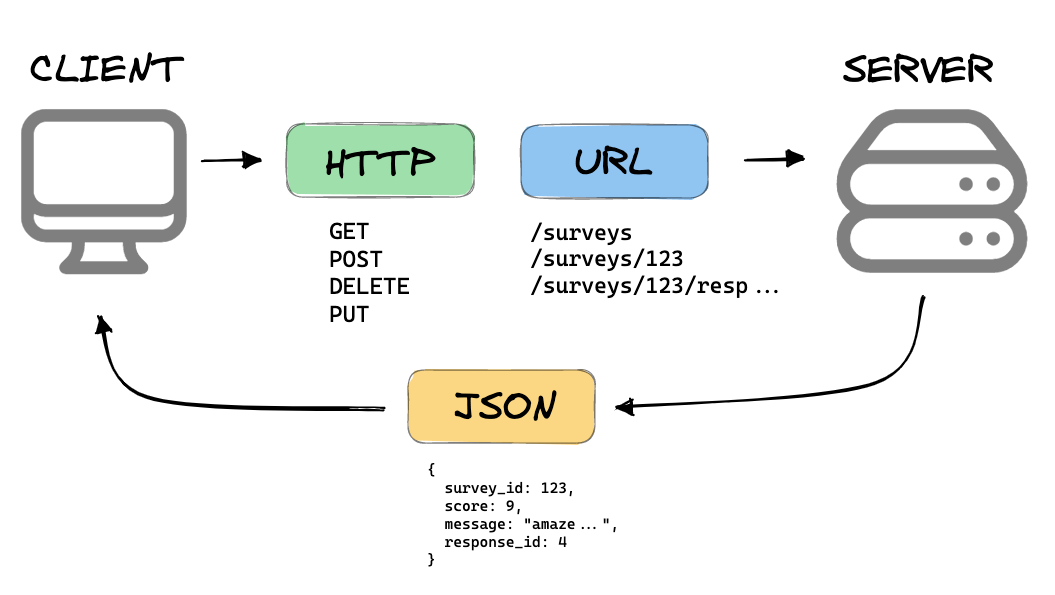 CLIENT
SERVER
HTTP
URL
GET
POST
DELETE
PUT
/surveys
/surveys/123
/surveys/123/resp...
JSON
{
  survey_id: 123,
  score: 9,
  message: "amaze...",
  response_id: 4
}